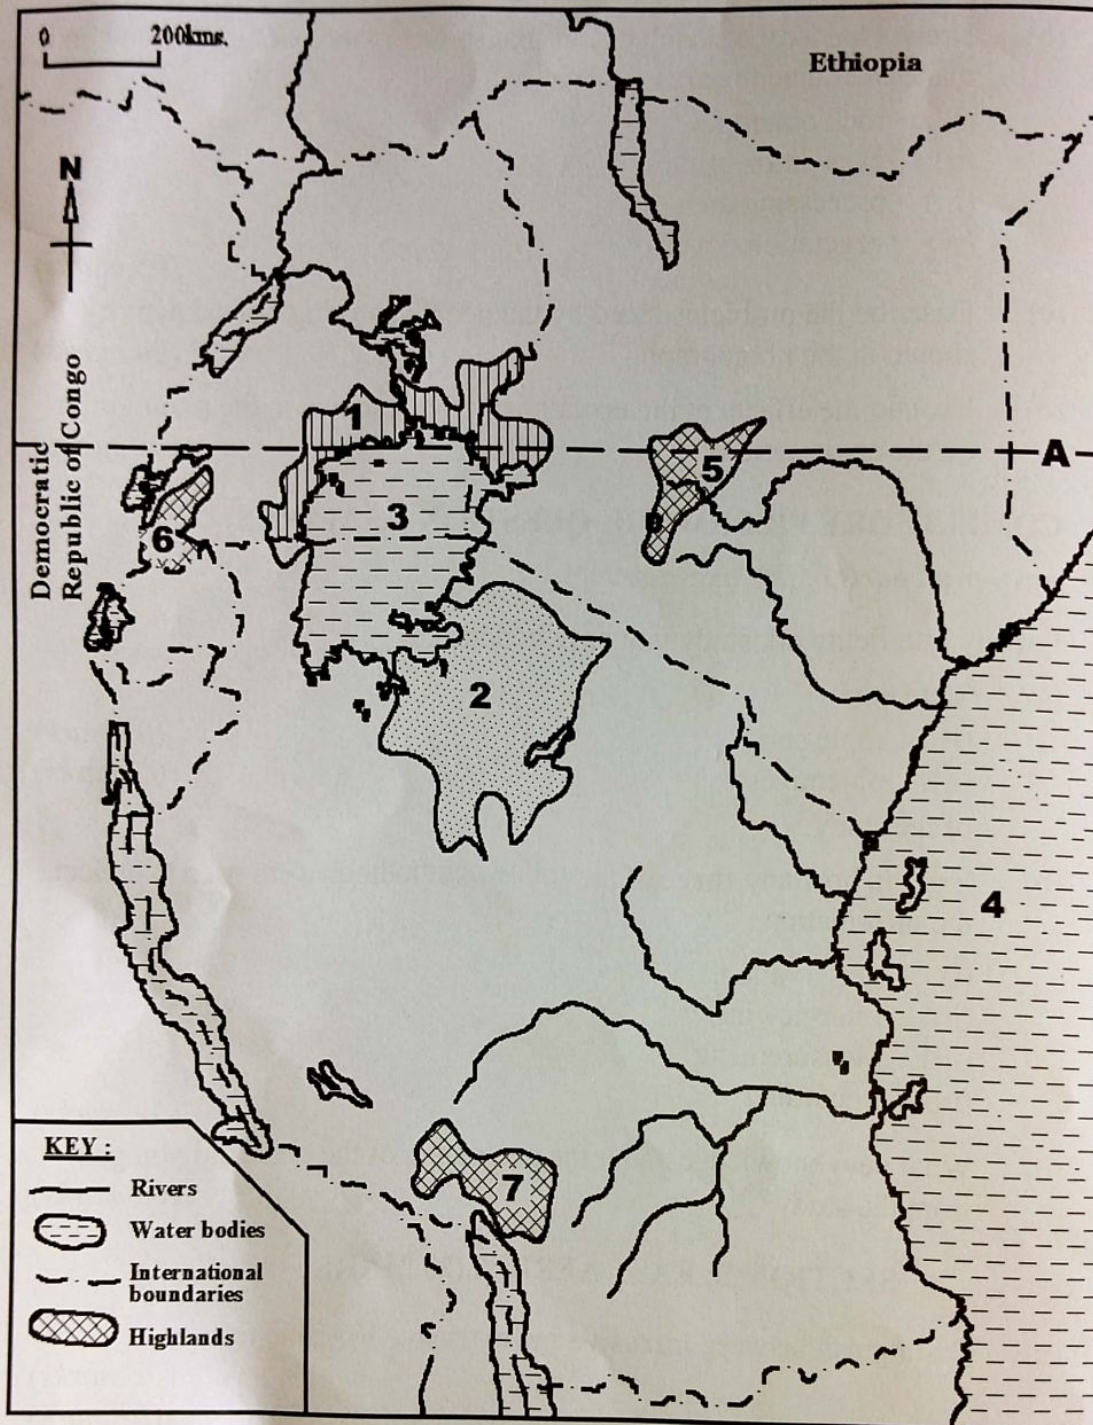 0 200kms.
Ethiopia
N
Democratic
Republic of Congo
1
A
5
3
6
2
4
7
KEY :
Rivers
Water bodies
International
boundaries
Highlands